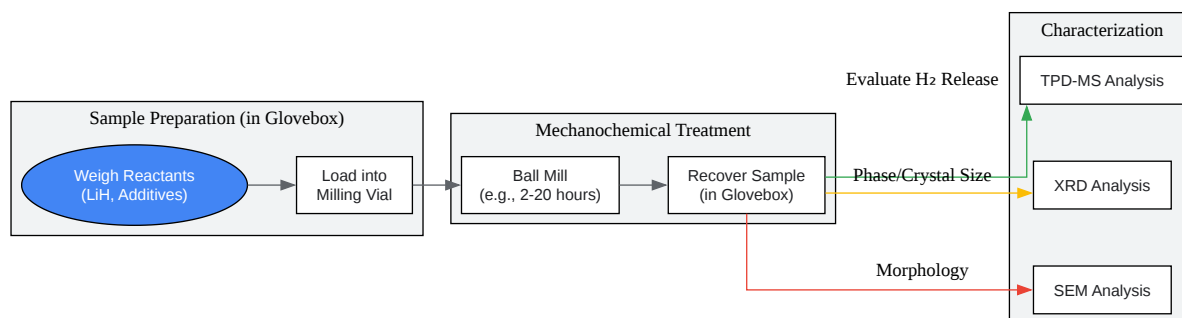 Sample Preparation (in Glovebox)
Weigh Reactants
(LiH, Additives)
Load into
Milling Vial
Mechanochemical Treatment
Ball Mill
(e.g., 2-20 hours)
Recover Sample
(in Glovebox)
Evaluate H₂ Release
Phase/Crystal Size
Morphology
Characterization
TPD-MS Analysis
XRD Analysis
SEM Analysis